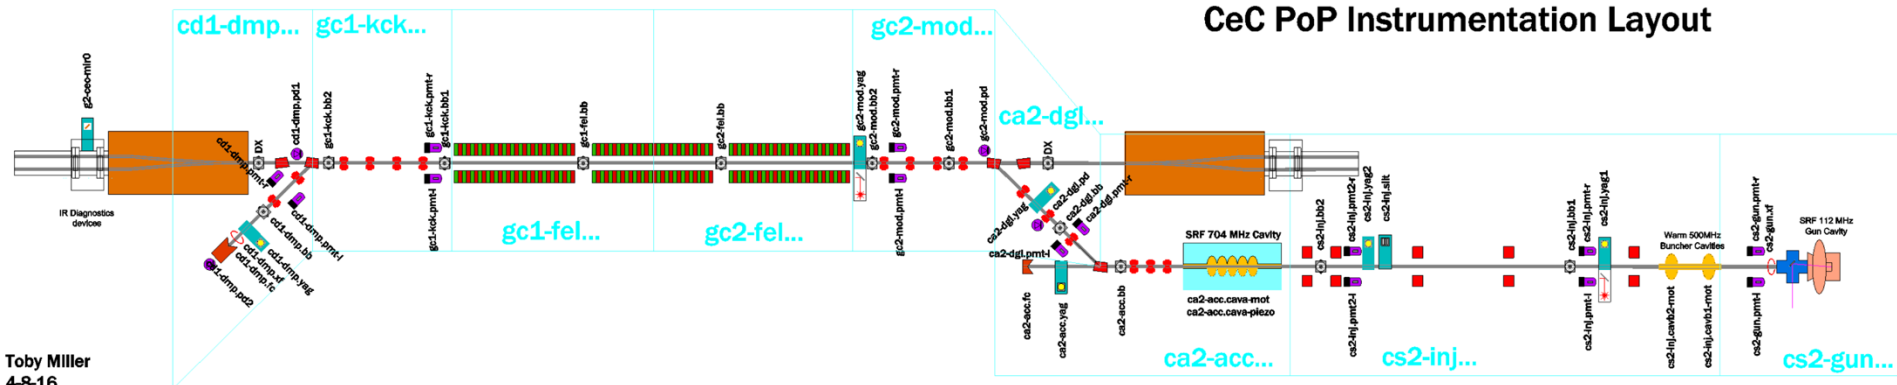 CeC PoP Instrumentation Layout
cd1-dmp...
gc1-kck...
gc2-mod...
ca2-dgl...
gc1-fel...
gc2-fel...
ca2-acc...
cs2-inj...
cs2-gun...
g2-cec-mir0
IR Diagnostics
devices
DX
cd1-dmp.pmt-r
cd1-dmp.pd1
gc1-kck.bb2
cd1-dmp.pmt-l
cd1-dmp.bb
cd1-dmp.yag
cd1-dmp.xf
cd1-dmp.fc
cd1-dmp.pd2
gc1-kck.pmt-r
gc1-kck.bb1
gc1-kck.pmt-l
gc1-fel.bb
gc2-fel.bb
gc2-mod.yag
gc2-mod.bb2
gc2-mod.pmt-r
gc2-mod.pmt-l
gc2-mod.bb1
gc2-mod.pd
DX
ca2-dgl.yag
ca2-dgl.pd
ca2-dgl.bb
ca2-dgl.pmt-r
ca2-dgl.pmt-l
ca2-acc.fc
ca2-acc.yag
ca2-acc.bb
SRF 704 MHz Cavity
ca2-acc.cava-mot
ca2-acc.cava-piezo
cs2-inj.bb2
cs2-inj.pmt2-r
cs2-inj.pmt2-l
cs2-inj.yag2
cs2-inj.slit
cs2-inj.bb1
cs2-inj.pmt-r
cs2-inj.pmt-l
cs2-inj.yag1
Warm 500MHz
Buncher Cavities
cs2-inj.cavb2-mot
cs2-inj.cavb1-mot
cs2-gun.pmt-r
cs2-gun.xf
cs2-gun.pmt-l
SRF 112 MHz
Gun Cavity
Toby Miller
4-8-16